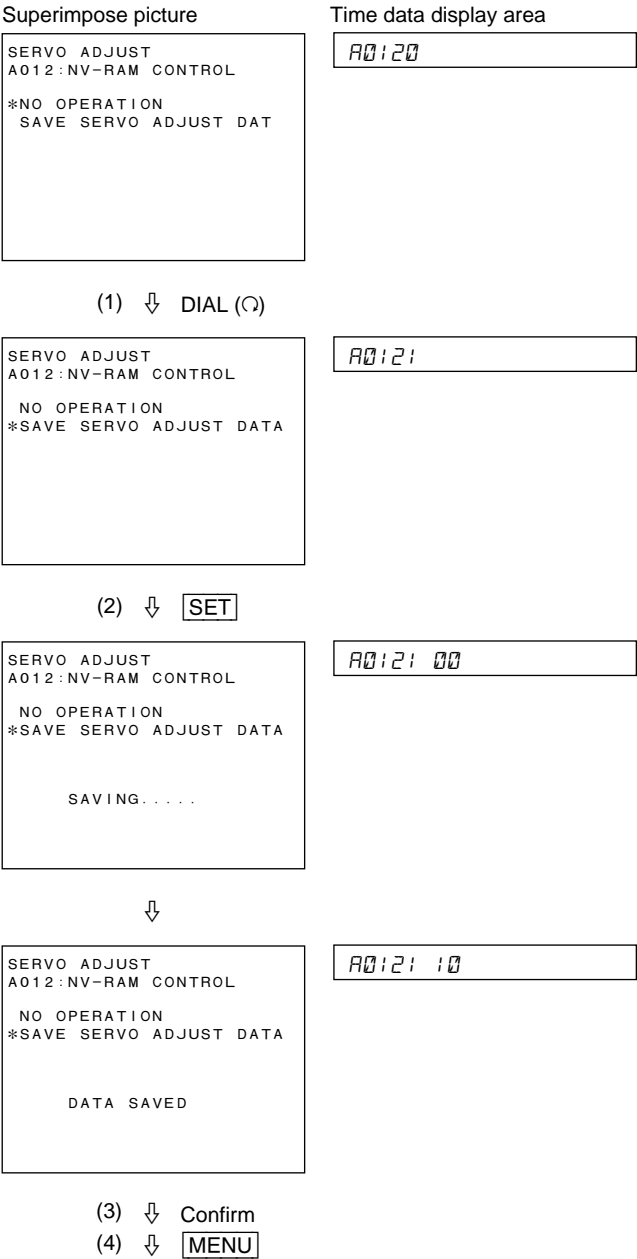 Superimpose picture
Time data display area
SERVO ADJUST
A012:NV-RAM CONTROL
*NO OPERATION
SAVE SERVO ADJUST DAT
A0120
(1) ⇩ DIAL (↻)
SERVO ADJUST
A012:NV-RAM CONTROL
NO OPERATION
*SAVE SERVO ADJUST DATA
A0121
(2) ⇩ SET
SERVO ADJUST
A012:NV-RAM CONTROL
NO OPERATION
*SAVE SERVO ADJUST DATA
SAVING.....
A0121 00
⇩
SERVO ADJUST
A012:NV-RAM CONTROL
NO OPERATION
*SAVE SERVO ADJUST DATA
DATA SAVED
A0121 10
(3) ⇩ Confirm
(4) ⇩ MENU